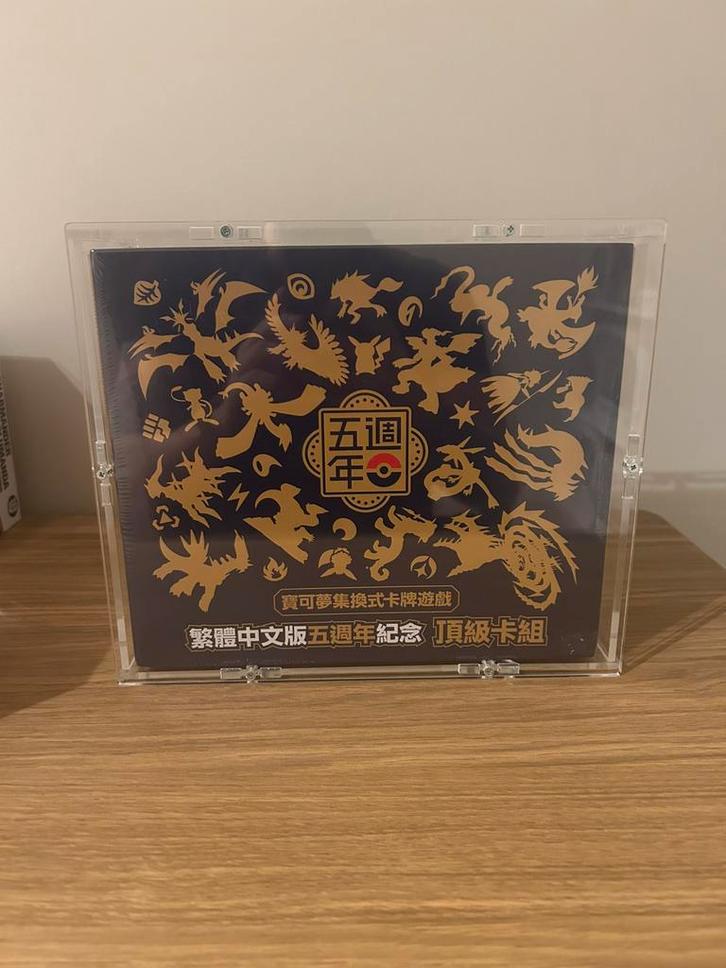 五週
年
寶可夢集換式卡牌遊戲
繁體中文版五週年紀念 頂級卡組